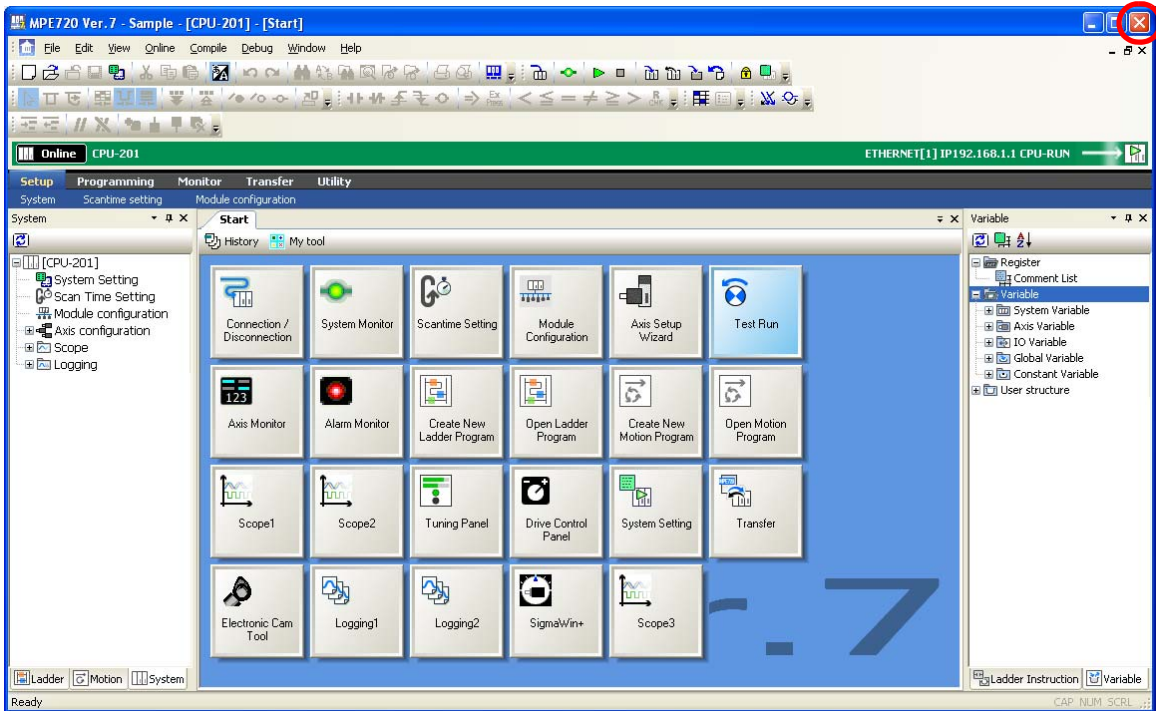 MPE720 Ver.7 - Sample - [CPU-201] - [Start]
File Edit View Online Compile Debug Window Help
Online CPU-201 ETHERNET[1] IP192.168.1.1 CPU-RUN
Setup Programming Monitor Transfer Utility
System Scantime setting Module configuration
System
Start
Variable
History My tool
[CPU-201]
System Setting
Scan Time Setting
Module configuration
Axis configuration
Scope
Logging
Connection / Disconnection
System Monitor
Scantime Setting
Module Configuration
Axis Setup Wizard
Test Run
123
Axis Monitor
Alarm Monitor
Create New Ladder Program
Open Ladder Program
Create New Motion Program
Open Motion Program
Scope1
Scope2
Tuning Panel
Drive Control Panel
System Setting
Transfer
Electronic Cam Tool
Logging1
Logging2
SigmaWin+
Scope3
r.7
Register
Comment List
Variable
System Variable
Axis Variable
IO Variable
Global Variable
Constant Variable
User structure
Ladder Motion System
Ladder Instruction Variable
Ready
CAP NUM SCRL